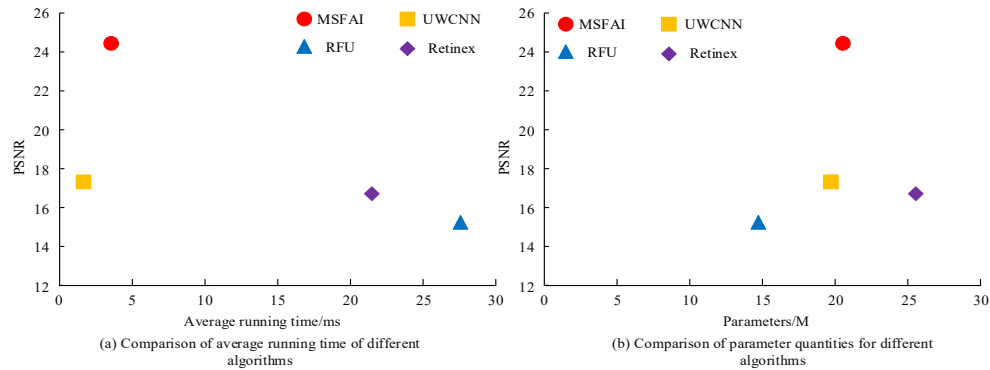 MSFAI
UWCNN
RFU
Retinex
PSNR
26
24
22
20
18
16
14
12
0
5
10
15
20
25
30
Average running time/ms
(a) Comparison of average running time of different
algorithms
MSFAI
UWCNN
RFU
Retinex
PSNR
26
24
22
20
18
16
14
12
0
5
10
15
20
25
30
Parameters/M
(b) Comparison of parameter quantities for different
algorithms